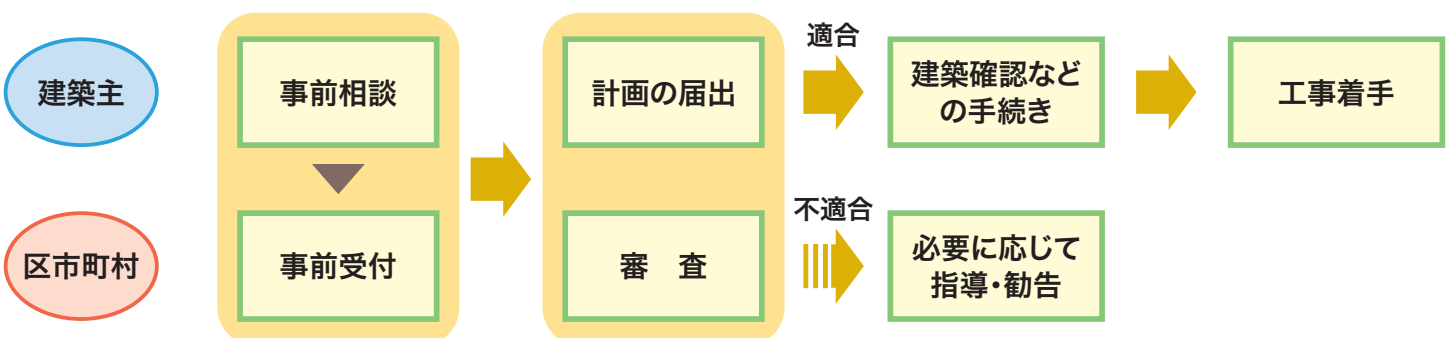 建築主
事前相談
計画の届出
適合
建築確認など
の手続き
工事着手
区市町村
事前受付
審　査
不適合
必要に応じて
指導・勧告